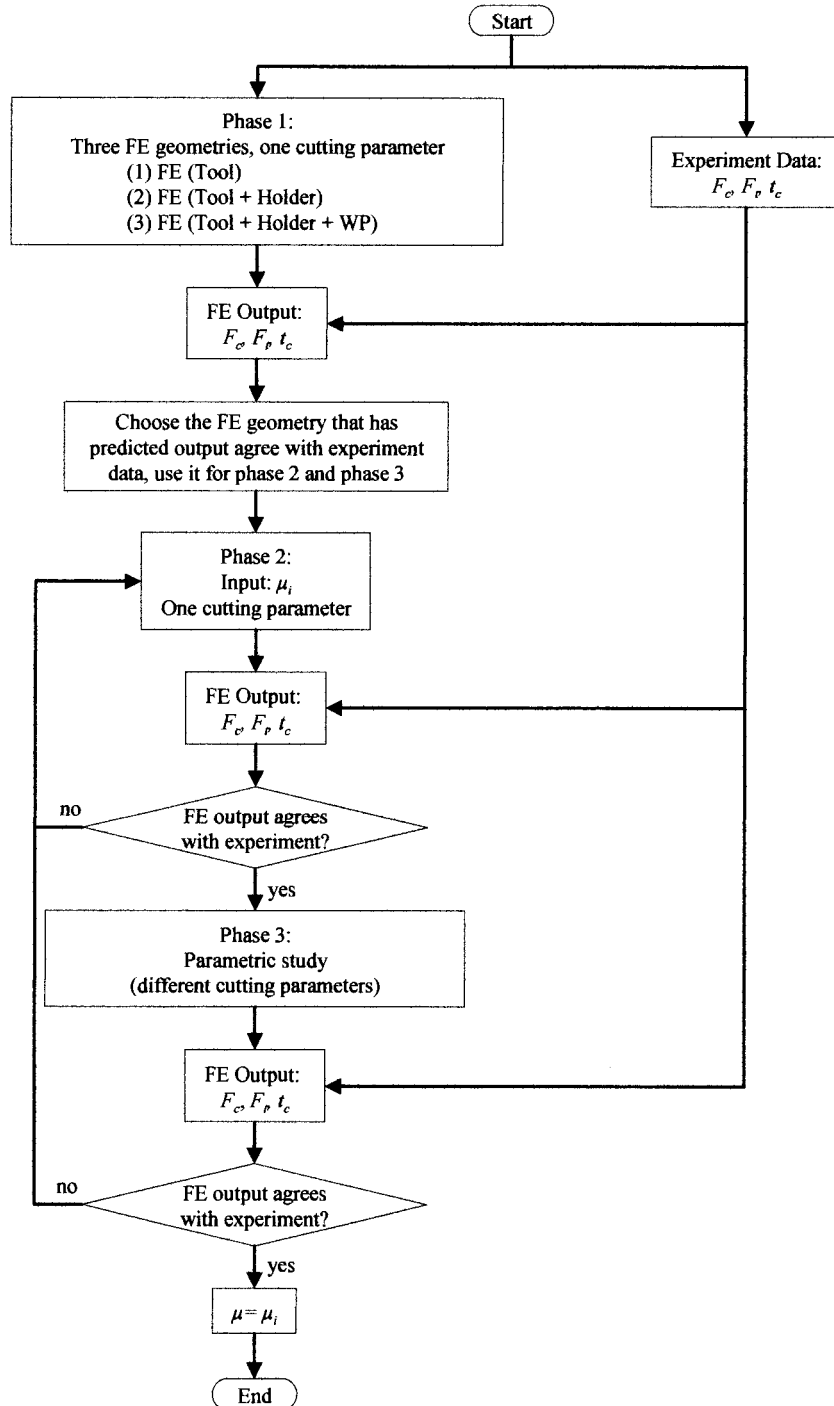 Start
Phase 1:
Three FE geometries, one cutting parameter
(1) FE (Tool)
(2) FE (Tool + Holder)
(3) FE (Tool + Holder + WP)
Experiment Data:
F_c, F_t, t_c
FE Output:
F_c, F_t, t_c
Choose the FE geometry that has
predicted output agree with experiment
data, use it for phase 2 and phase 3
Phase 2:
Input: μ_i
One cutting parameter
FE Output:
F_c, F_t, t_c
no
FE output agrees
with experiment?
yes
Phase 3:
Parametric study
(different cutting parameters)
FE Output:
F_c, F_t, t_c
no
FE output agrees
with experiment?
yes
μ = μ_i
End